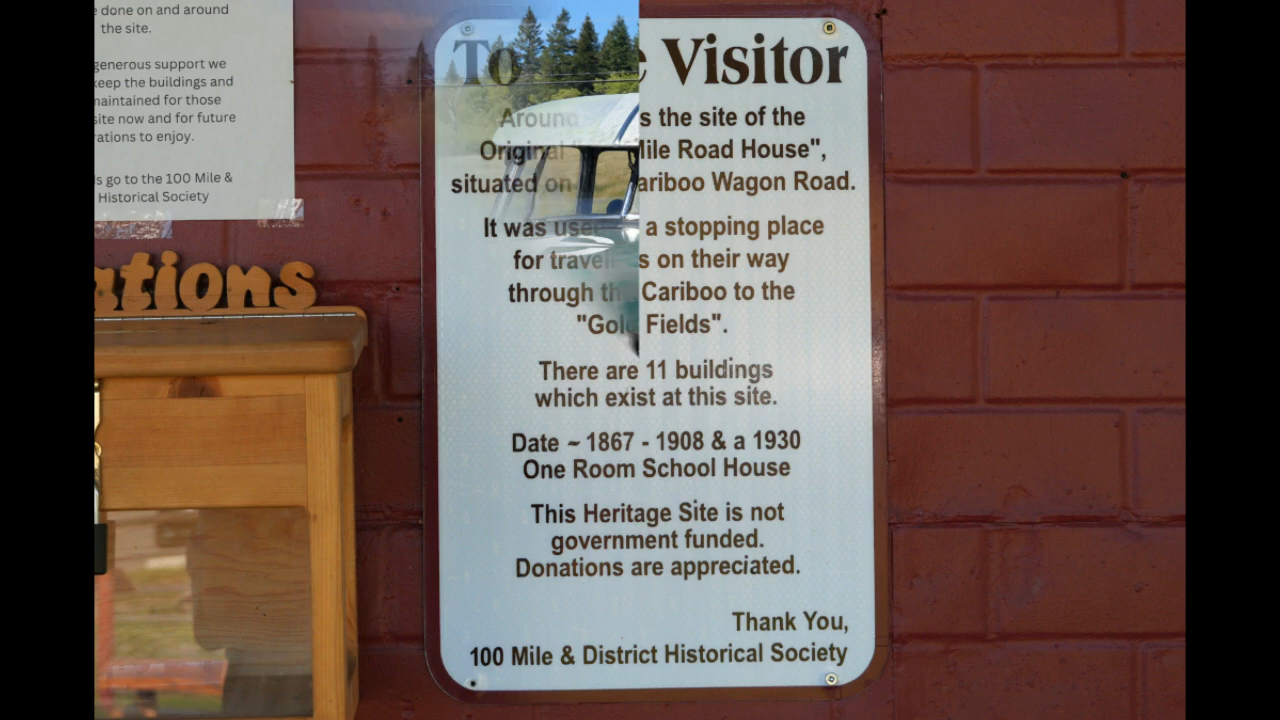 done on and around
the site.
generous support we
keep the buildings and
maintained for those
site now and for future
to enjoy.
go to the 100 Mile &
Historical Society
ations
To Visitor
Around s the site of the
Original Mile Road House",
situated on Cariboo Wagon Road.
It was used a stopping place
for travellers on their way
through the Cariboo to the
"Gold Fields".
There are 11 buildings
which exist at this site.
Date ~ 1867 - 1908 & a 1930
One Room School House
This Heritage Site is not
government funded.
Donations are appreciated.
Thank You,
100 Mile & District Historical Society